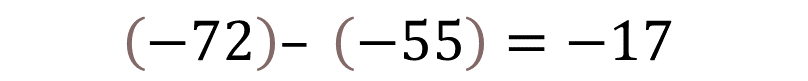 (−72)– (−55) = −17